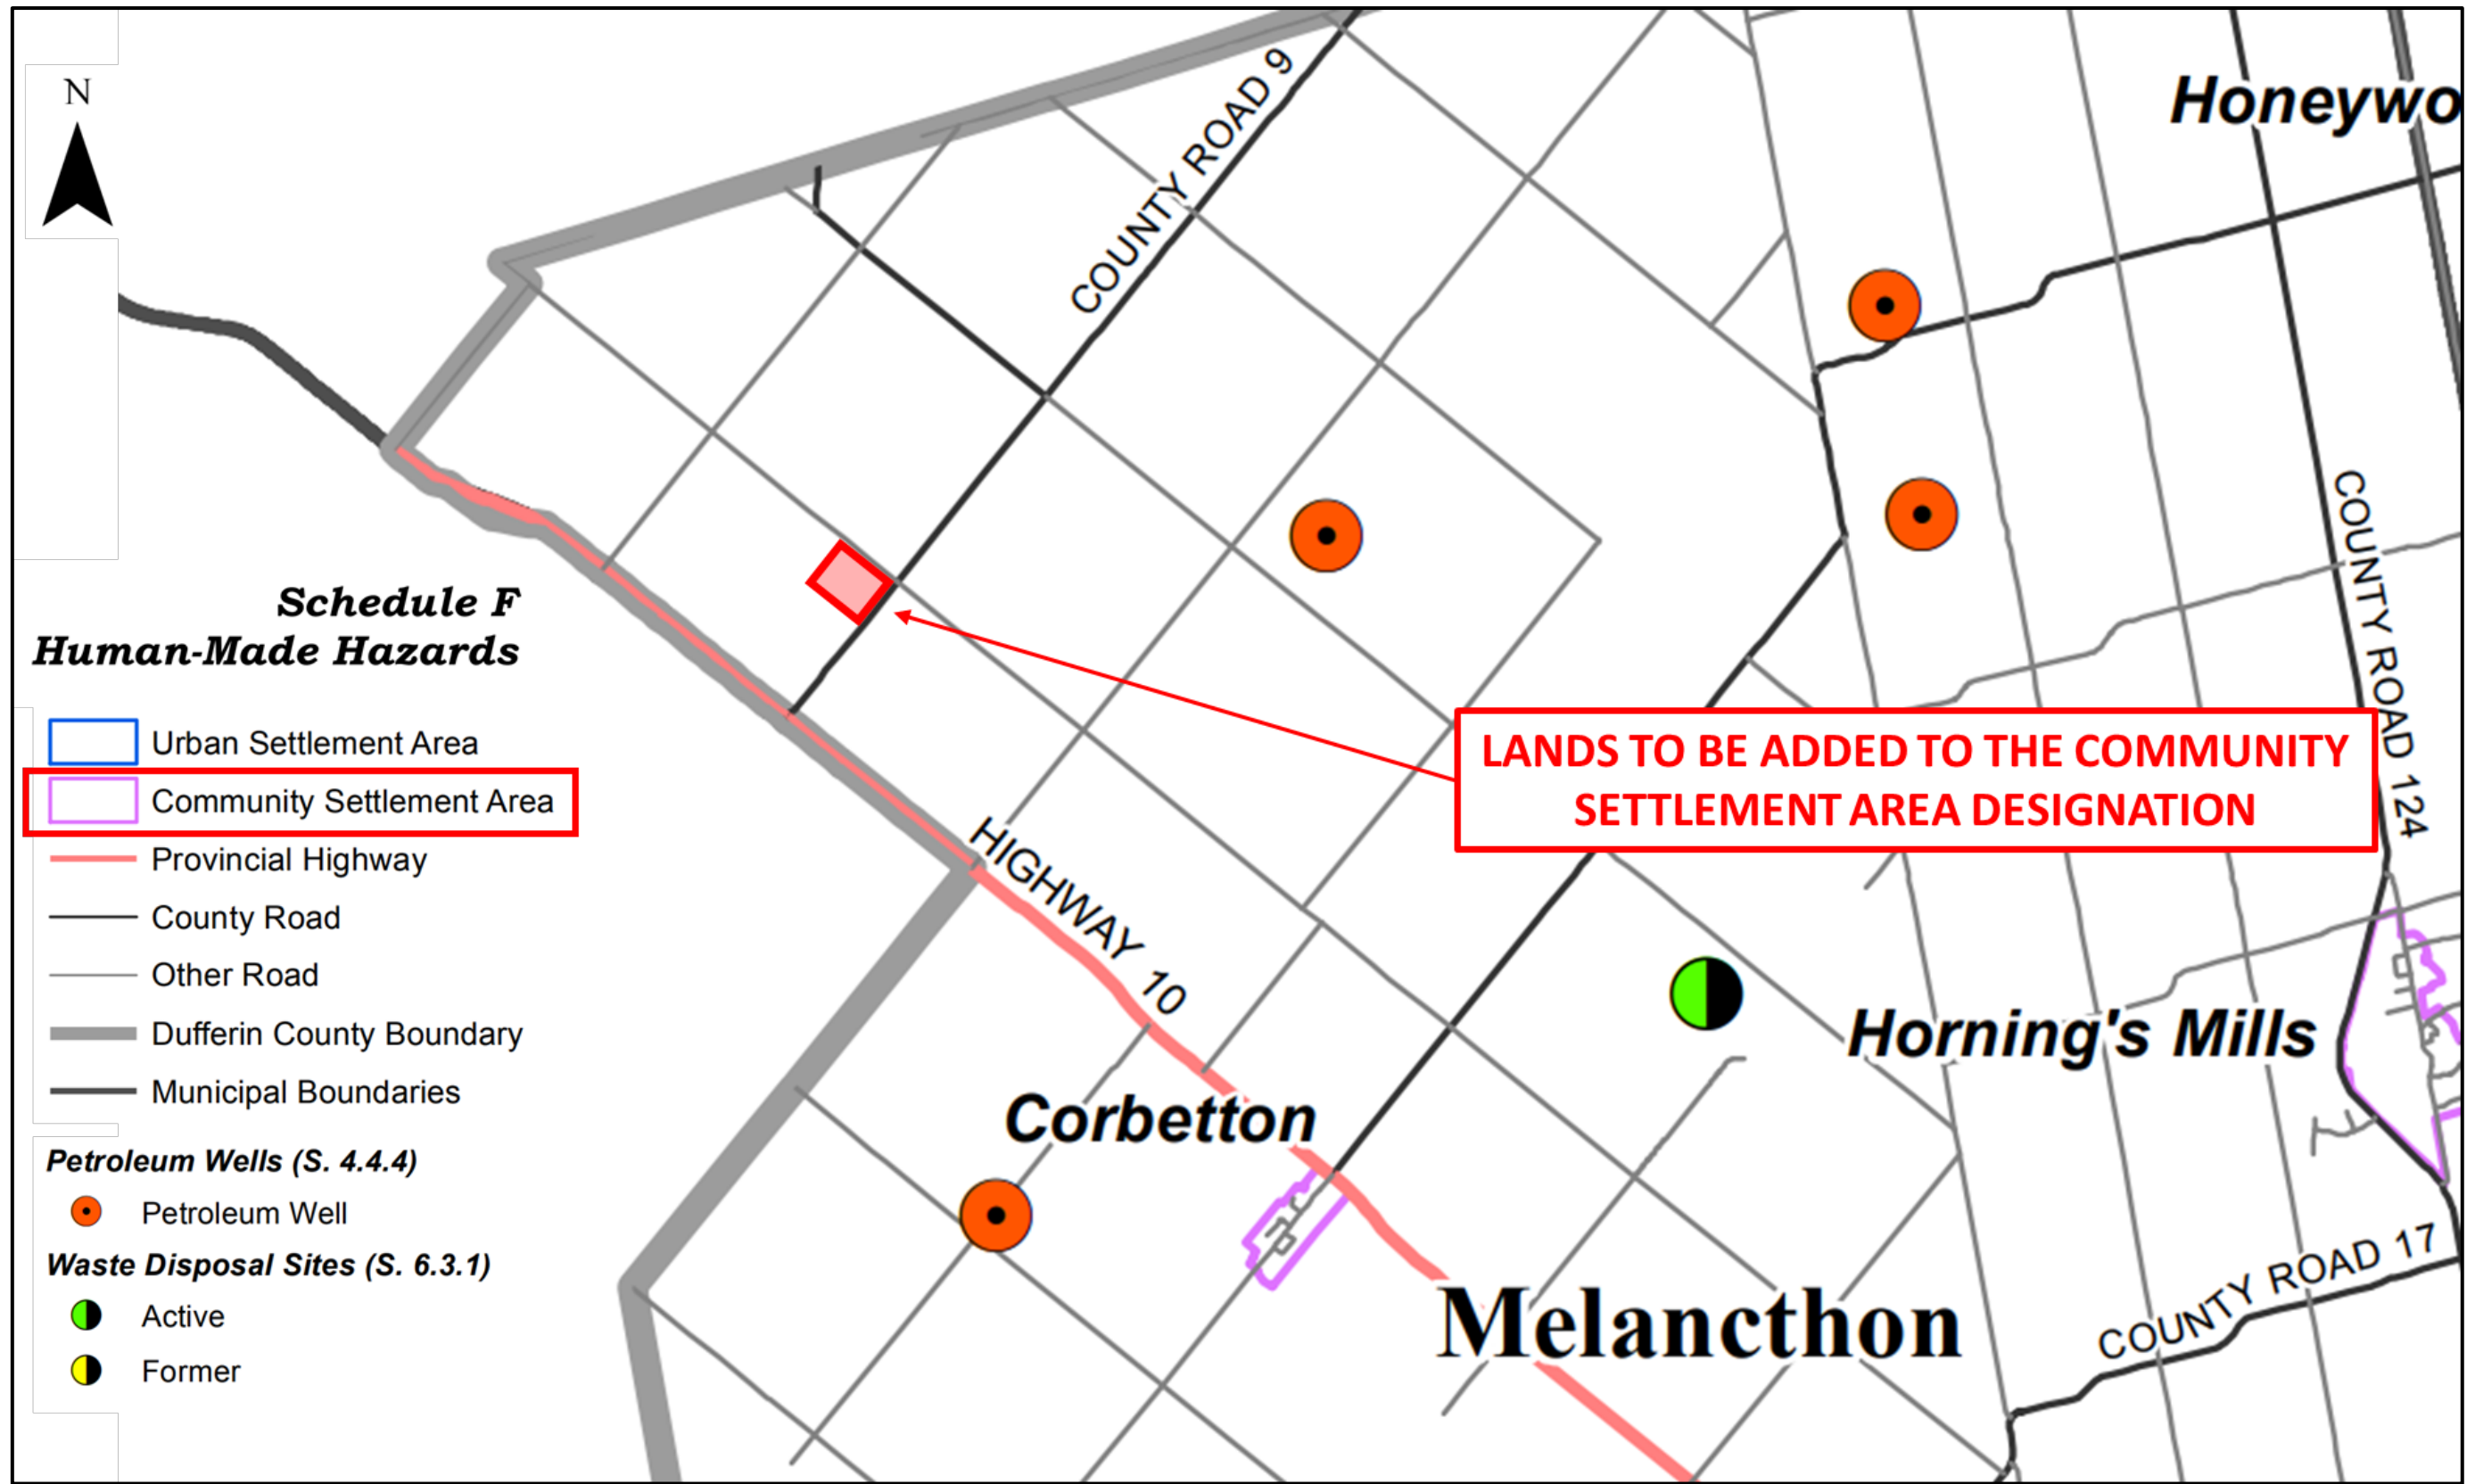 N
Schedule F
Human-Made Hazards
Urban Settlement Area
Community Settlement Area
Provincial Highway
County Road
Other Road
Dufferin County Boundary
Municipal Boundaries
Petroleum Wells (S. 4.4.4)
Petroleum Well
Waste Disposal Sites (S. 6.3.1)
Active
Former
COUNTY ROAD 9
Honeywo
COUNTY ROAD 124
LANDS TO BE ADDED TO THE COMMUNITY
SETTLEMENT AREA DESIGNATION
HIGHWAY 10
Horning's Mills
Corbetton
Melancthon
COUNTY ROAD 17